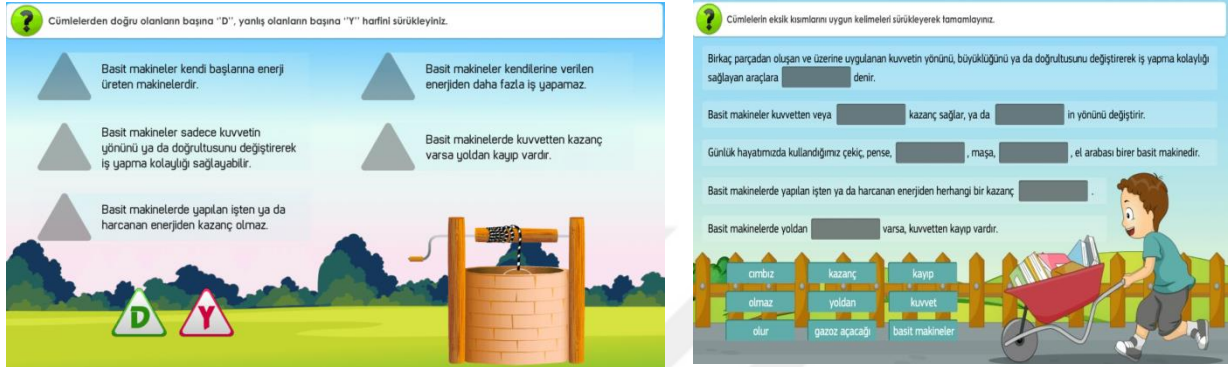 Cümlelerden doğru olanların başına ‘‘D’’, yanlış olanların başına ‘‘Y’’ harfini sürükleyiniz.
Basit makineler kendi başlarına enerji
üreten makinelerdir.
Basit makineler kendilerine verilen
enerjiden daha fazla iş yapamaz.
Basit makineler sadece kuvvetin
yönünü ya da doğrultusunu değiştirerek
iş yapma kolaylığı sağlayabilir.
Basit makinelerde kuvvetten kazanç
varsa yoldan kayıp vardır.
Basit makinelerde yapılan işten ya da
harcanan enerjiden kazanç olmaz.
D Y
Cümlelerin eksik kısımlarını uygun kelimeleri sürükleyerek tamamlayınız.
Birkaç parçadan oluşan ve üzerine uygulanan kuvvetin yönünü, büyüklüğünü ya da doğrultusunu değiştirerek iş yapma kolaylığı
sağlayan araçlara denir.
Basit makineler kuvvetten veya kazanç sağlar, ya da in yönünü değiştirir.
Günlük hayatımızda kullandığımız çekiç, pense, , maşa, , el arabası birer basit makinedir.
Basit makinelerde yapılan işten ya da harcanan enerjiden herhangi bir kazanç .
Basit makinelerde yoldan varsa, kuvvetten kayıp vardır.
cımbız kazanç kayıp
olmaz yoldan kuvvet
olur gazoz açacağı basit makineler